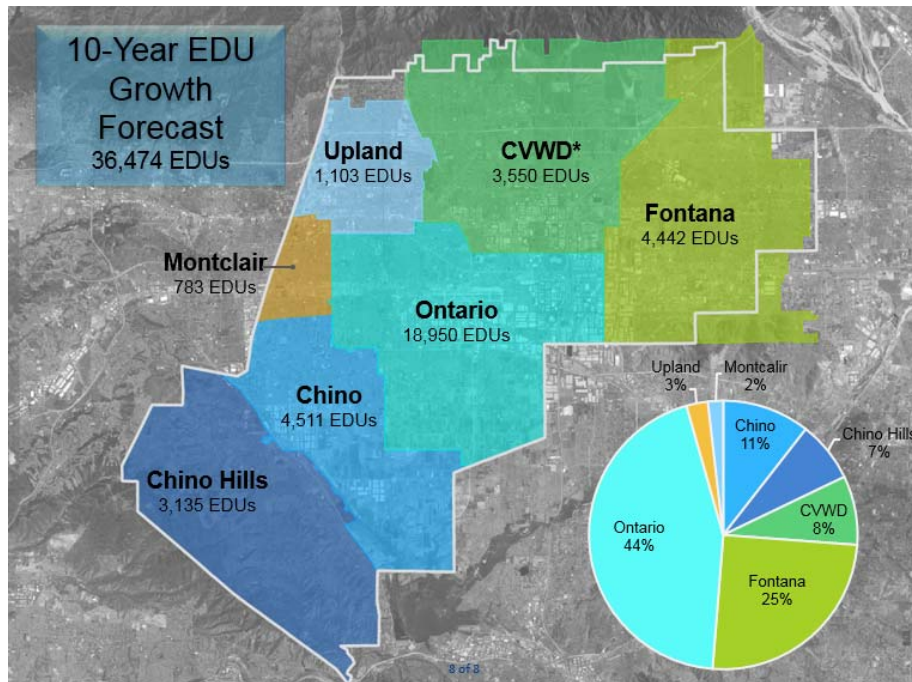 10-Year EDU
Growth
Forecast
36,474 EDUs
Upland
1,103 EDUs
CVWD*
3,550 EDUs
Fontana
4,442 EDUs
Montclair
783 EDUs
Ontario
18,950 EDUs
Chino
4,511 EDUs
Chino Hills
3,135 EDUs
Upland
3%
Montcalir
2%
Chino
11%
Chino Hills
7%
CVWD
8%
Ontario
44%
Fontana
25%
8 of 8